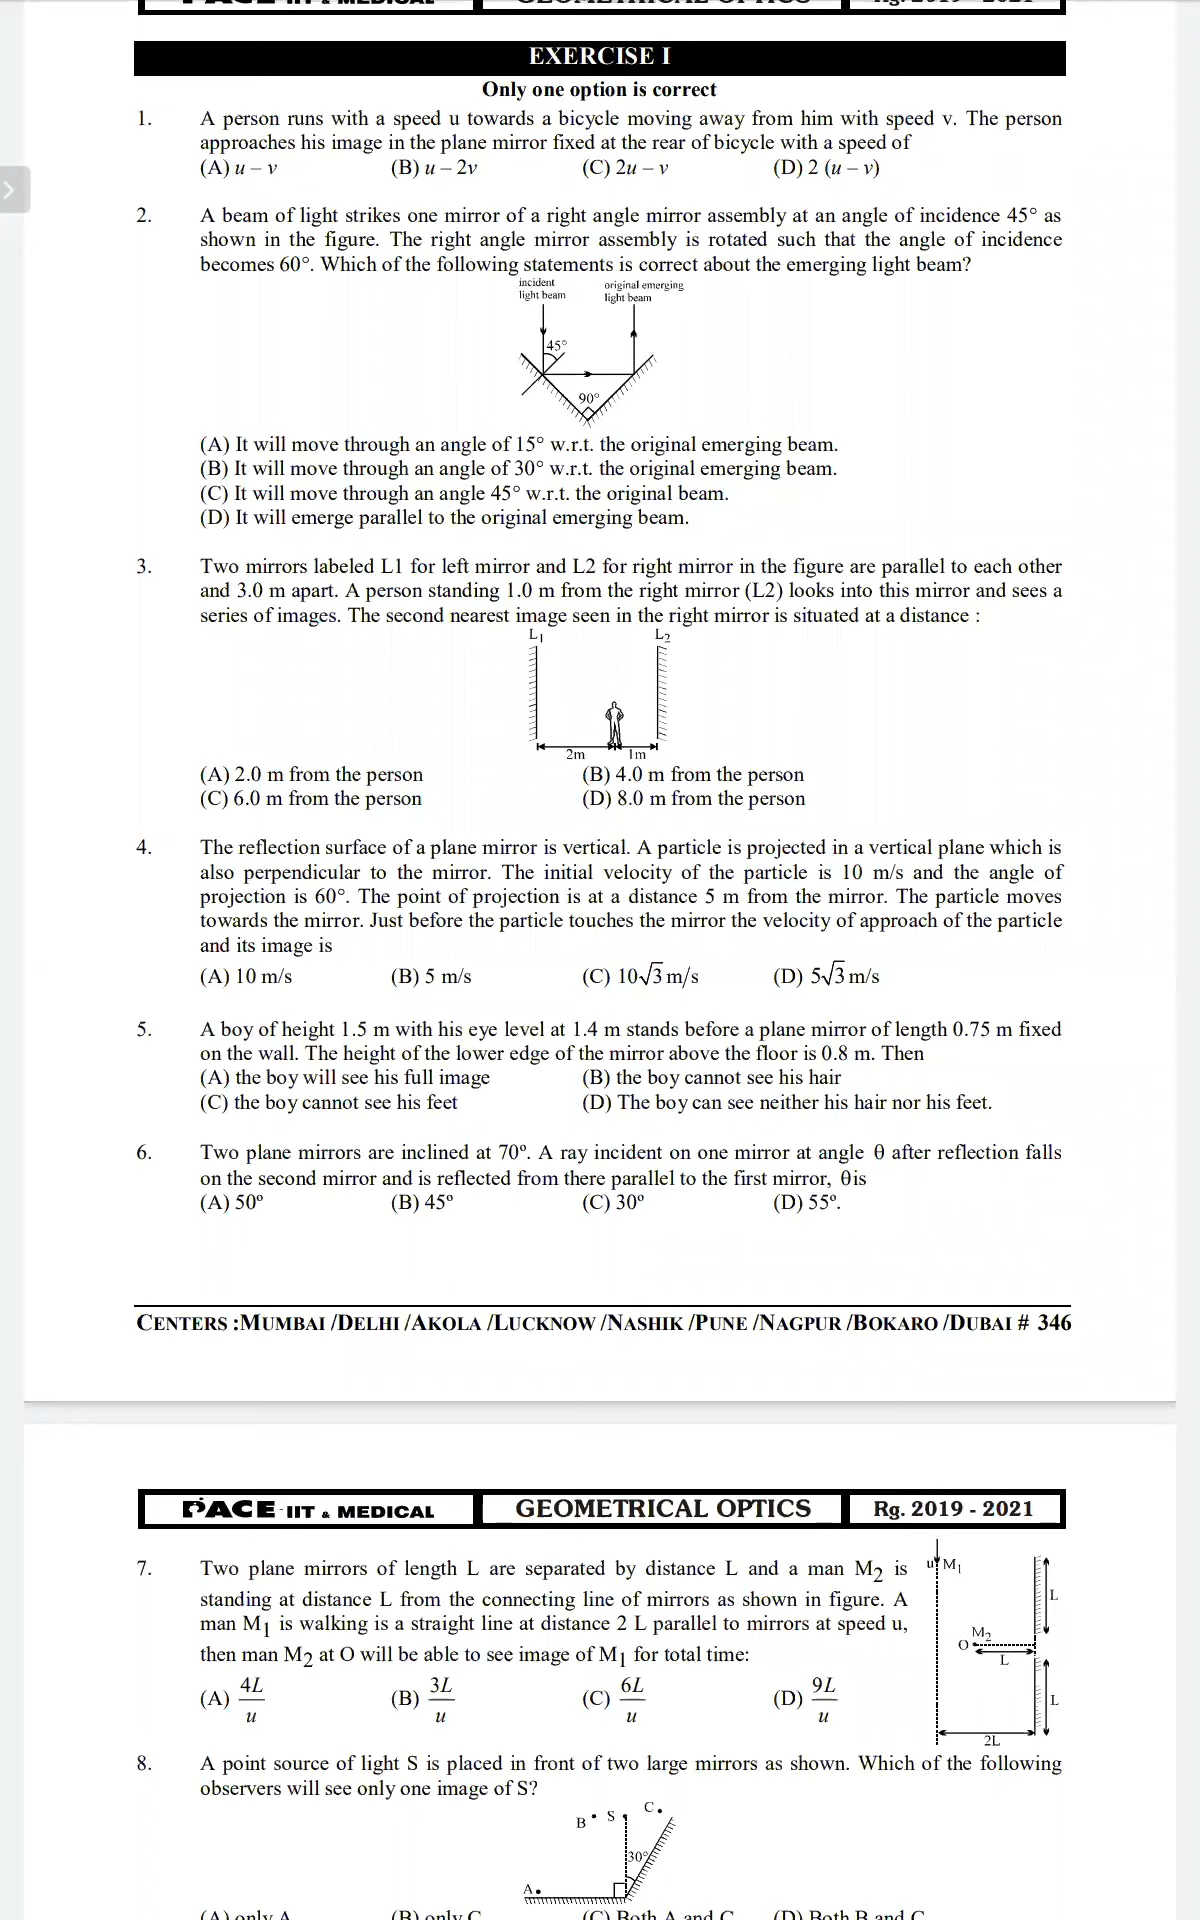 EXERCISE I
Only one option is correct
1. A person runs with a speed u towards a bicycle moving away from him with speed v. The person
approaches his image in the plane mirror fixed at the rear of bicycle with a speed of
(A) u – v (B) u – 2v (C) 2u – v (D) 2 (u – v)
2. A beam of light strikes one mirror of a right angle mirror assembly at an angle of incidence 45° as
shown in the figure. The right angle mirror assembly is rotated such that the angle of incidence
becomes 60°. Which of the following statements is correct about the emerging light beam?
incident
light beam
original emerging
light beam
45°
90°
(A) It will move through an angle of 15° w.r.t. the original emerging beam.
(B) It will move through an angle of 30° w.r.t. the original emerging beam.
(C) It will move through an angle 45° w.r.t. the original beam.
(D) It will emerge parallel to the original emerging beam.
3. Two mirrors labeled L1 for left mirror and L2 for right mirror in the figure are parallel to each other
and 3.0 m apart. A person standing 1.0 m from the right mirror (L2) looks into this mirror and sees a
series of images. The second nearest image seen in the right mirror is situated at a distance :
L1 L2
2m 1m
(A) 2.0 m from the person (B) 4.0 m from the person
(C) 6.0 m from the person (D) 8.0 m from the person
4. The reflection surface of a plane mirror is vertical. A particle is projected in a vertical plane which is
also perpendicular to the mirror. The initial velocity of the particle is 10 m/s and the angle of
projection is 60°. The point of projection is at a distance 5 m from the mirror. The particle moves
towards the mirror. Just before the particle touches the mirror the velocity of approach of the particle
and its image is
(A) 10 m/s (B) 5 m/s (C) 10√3 m/s (D) 5√3 m/s
5. A boy of height 1.5 m with his eye level at 1.4 m stands before a plane mirror of length 0.75 m fixed
on the wall. The height of the lower edge of the mirror above the floor is 0.8 m. Then
(A) the boy will see his full image (B) the boy cannot see his hair
(C) the boy cannot see his feet (D) The boy can see neither his hair nor his feet.
6. Two plane mirrors are inclined at 70º. A ray incident on one mirror at angle θ after reflection falls
on the second mirror and is reflected from there parallel to the first mirror, θ is
(A) 50º (B) 45º (C) 30º (D) 55º.
CENTERS :MUMBAI /DELHI /AKOLA /LUCKNOW /NASHIK /PUNE /NAGPUR /BOKARO /DUBAI # 346
PACE-IIT & MEDICAL GEOMETRICAL OPTICS Rg. 2019 - 2021
7. Two plane mirrors of length L are separated by distance L and a man M2 is
standing at distance L from the connecting line of mirrors as shown in figure. A
man M1 is walking is a straight line at distance 2 L parallel to mirrors at speed u,
then man M2 at O will be able to see image of M1 for total time:
(A) 4L/u (B) 3L/u (C) 6L/u (D) 9L/u
u M1
L
M2
O
L
L
2L
8. A point source of light S is placed in front of two large mirrors as shown. Which of the following
observers will see only one image of S?
B S C
30°
A
(A) only A (B) only C (C) Both A and C (D) Both B and C